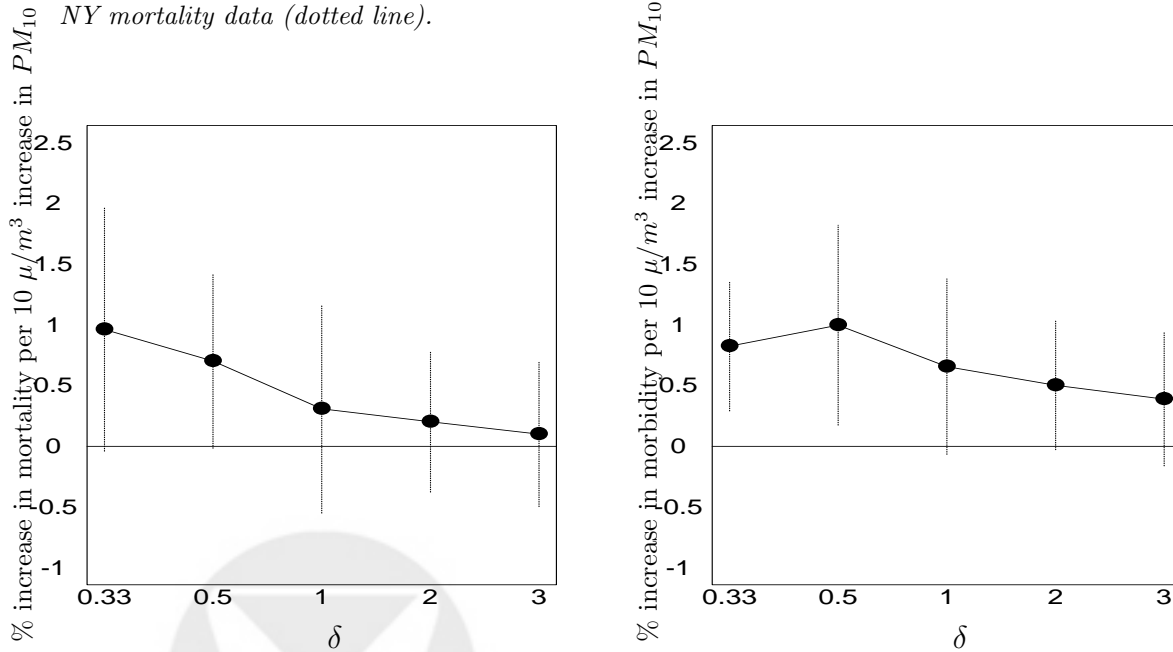 NY mortality data (dotted line).
% increase in mortality per 10 μ/m³ increase in PM₁₀
2.5
2
1.5
1
0.5
0
-0.5
-1
0.33 0.5 1 2 3
δ
% increase in morbidity per 10 μ/m³ increase in PM₁₀
2.5
2
1.5
1
0.5
0
-0.5
-1
0.33 0.5 1 2 3
δ